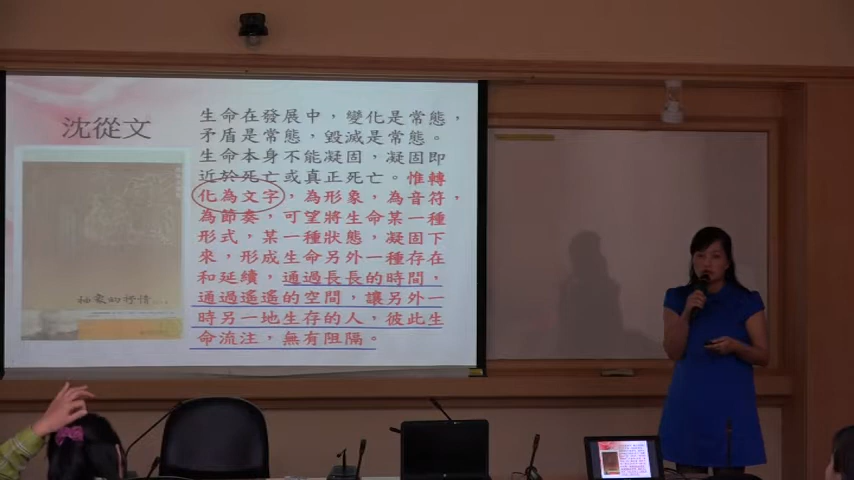 沈從文
生命在發展中，變化是常態，
矛盾是常態，毀滅是常態。
生命本身不能凝固，凝固即
近於死亡或真正死亡。惟轉
化為文字，為形象，為音符，
為節奏，可望將生命某一種
形式，某一種狀態，凝固下
來，形成生命另外一種存在
和延續，通過長長的時間，
通過遙遙的空間，讓另外一
時另一地生存的人，彼此生
命流注，無有阻隔。
抽象的抒情